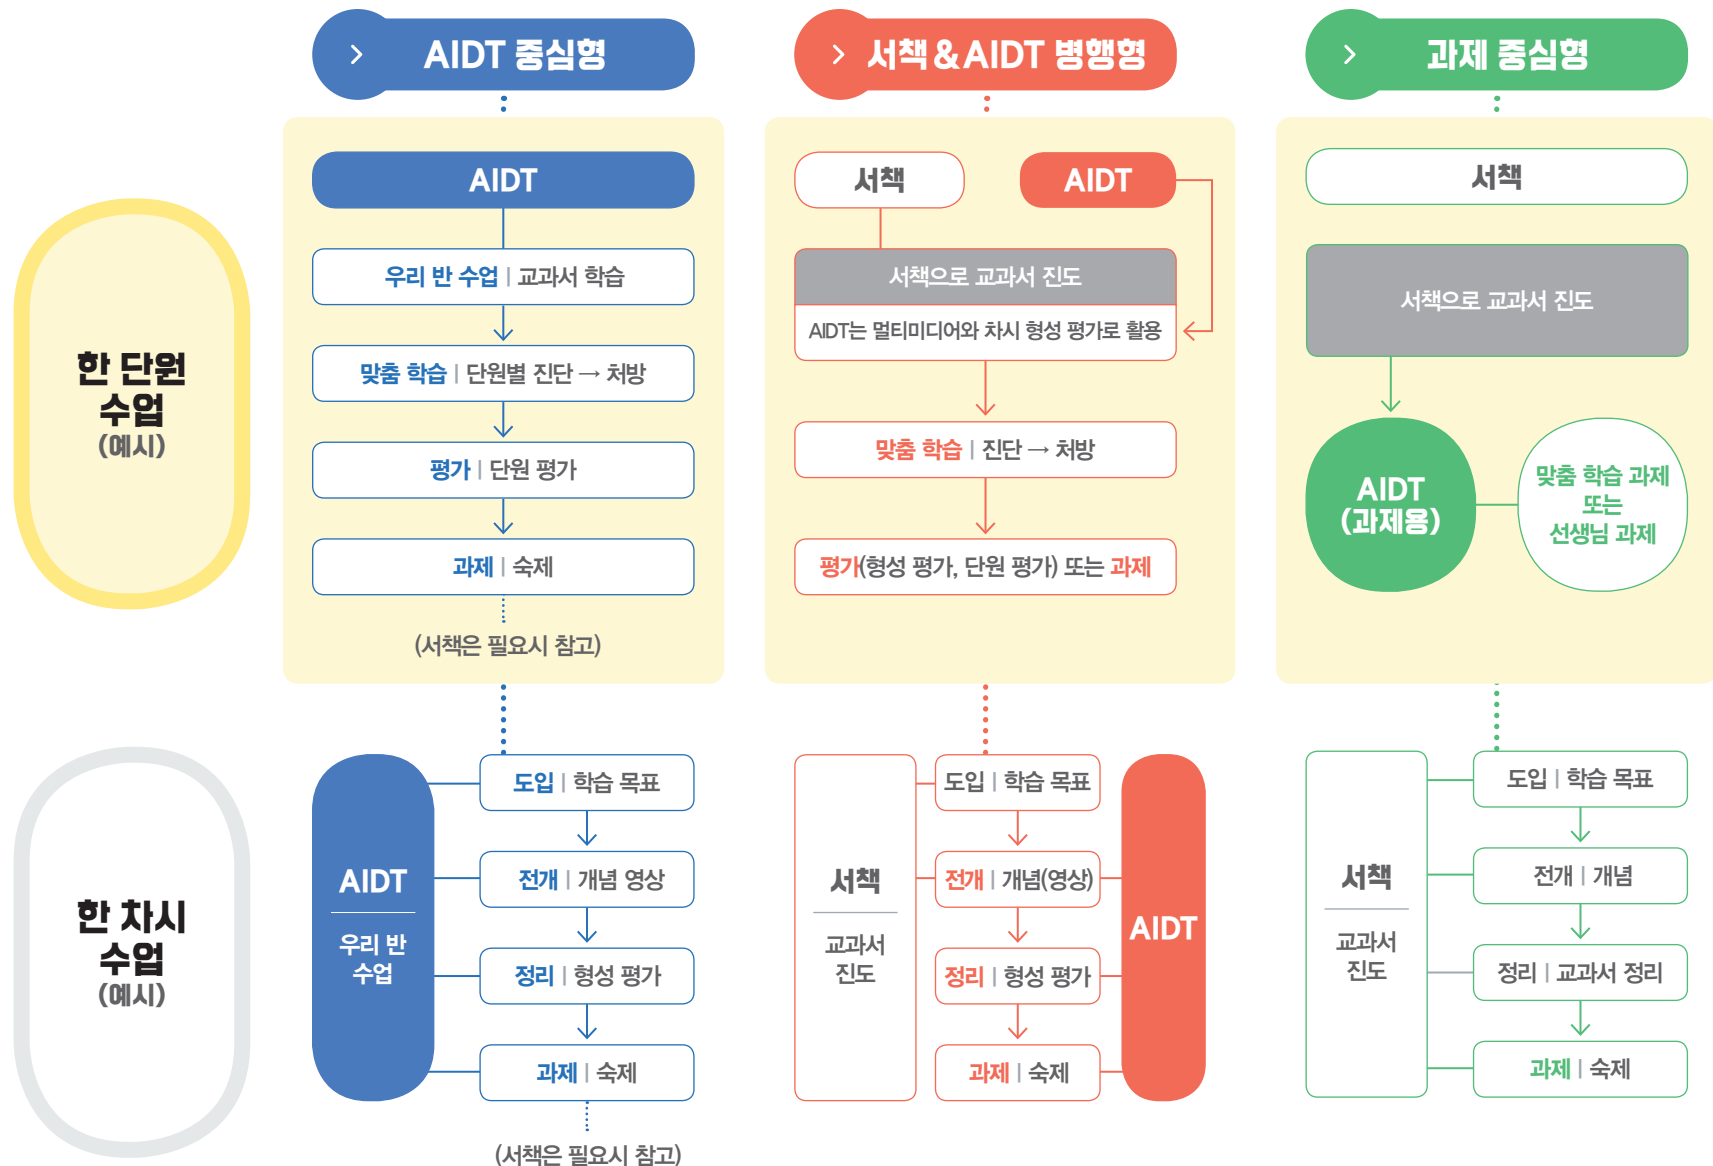 AIDT 중심형
서책 & AIDT 병행형
과제 중심형
한 단원
수업
(예시)
AIDT
우리 반 수업 | 교과서 학습
맞춤 학습 | 단원별 진단 → 처방
평가 | 단원 평가
과제 | 숙제
(서책은 필요시 참고)
서책
AIDT
서책으로 교과서 진도
AIDT는 멀티미디어와 차시 형성 평가로 활용
맞춤 학습 | 진단 → 처방
평가(형성 평가, 단원 평가) 또는 과제
서책
서책으로 교과서 진도
AIDT
(과제용)
맞춤 학습 과제
또는
선생님 과제
한 차시
수업
(예시)
AIDT
우리 반
수업
도입 | 학습 목표
전개 | 개념 영상
정리 | 형성 평가
과제 | 숙제
(서책은 필요시 참고)
서책
교과서
진도
도입 | 학습 목표
전개 | 개념(영상)
정리 | 형성 평가
과제 | 숙제
AIDT
서책
교과서
진도
도입 | 학습 목표
전개 | 개념
정리 | 교과서 정리
과제 | 숙제